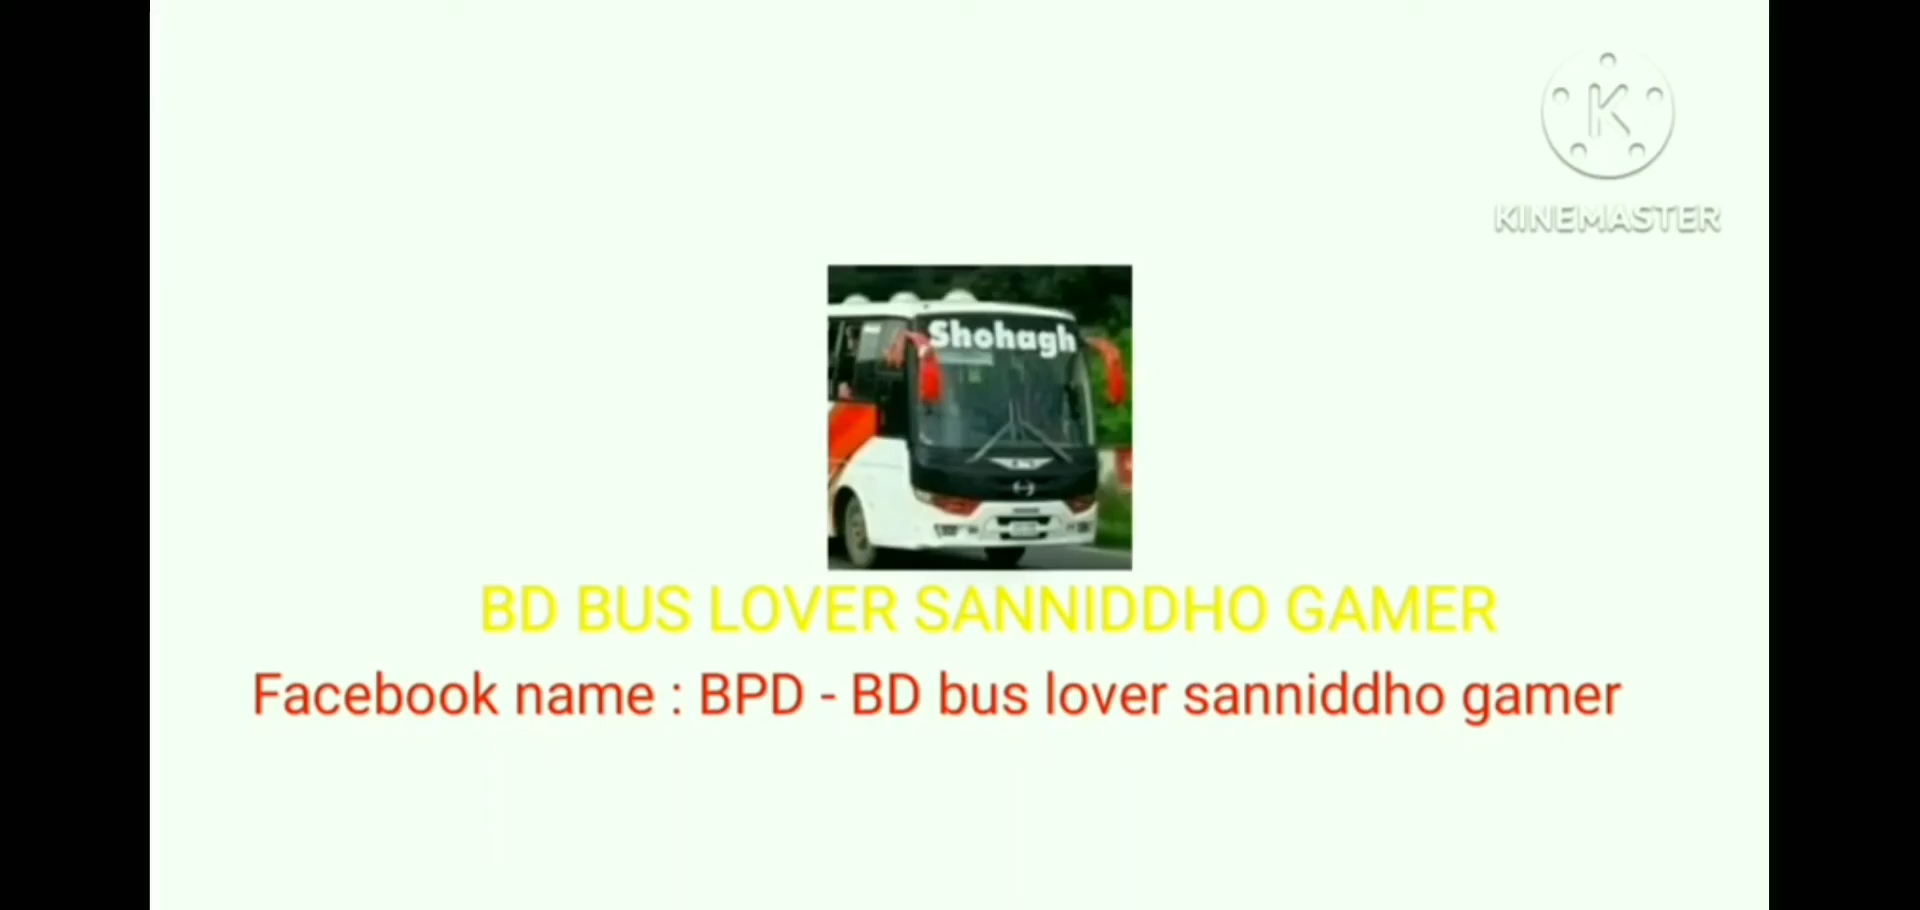 KINEMASTER
Shohagh
BD BUS LOVER SANNIDDHO GAMER
Facebook name : BPD - BD bus lover sanniddho gamer